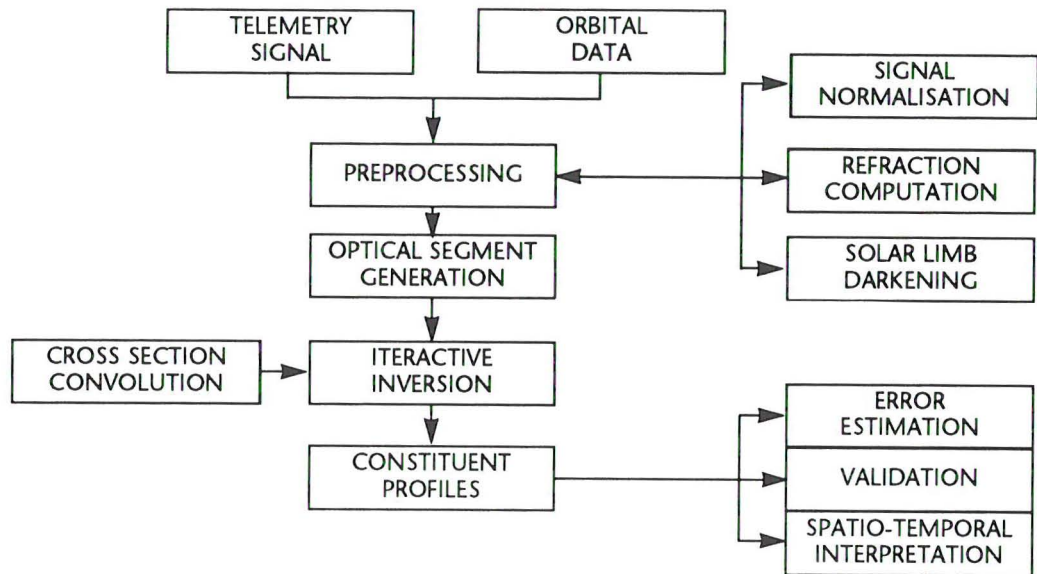 TELEMETRY
SIGNAL
ORBITAL
DATA
SIGNAL
NORMALISATION
PREPROCESSING
REFRACTION
COMPUTATION
OPTICAL SEGMENT
GENERATION
SOLAR LIMB
DARKENING
CROSS SECTION
CONVOLUTION
ITERACTIVE
INVERSION
ERROR
ESTIMATION
CONSTITUENT
PROFILES
VALIDATION
SPATIO-TEMPORAL
INTERPRETATION